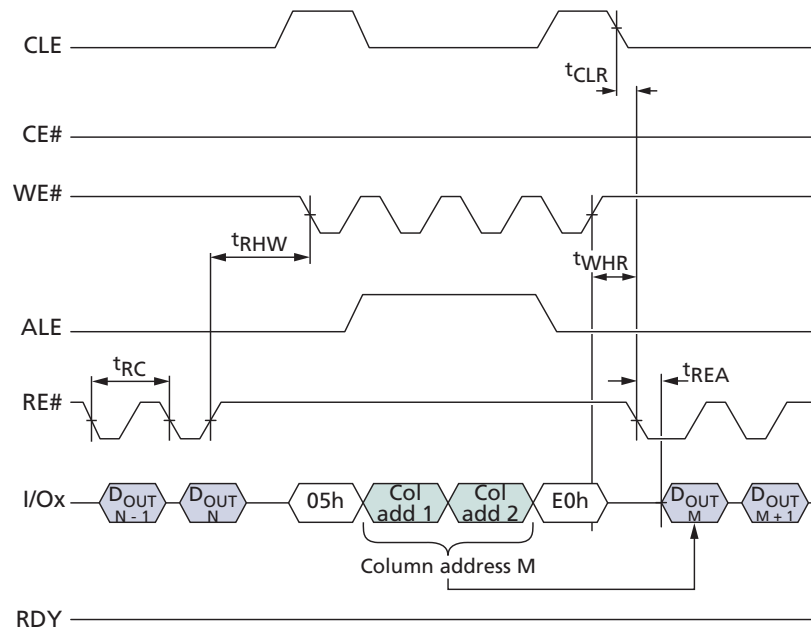 CLE
tCLR
CE#
WE#
tRHW
tWHR
ALE
tRC
tREA
RE#
I/Ox
DOUT
N - 1
DOUT
N
05h
Col
add 1
Col
add 2
E0h
DOUT
M
DOUT
M + 1
Column address M
RDY